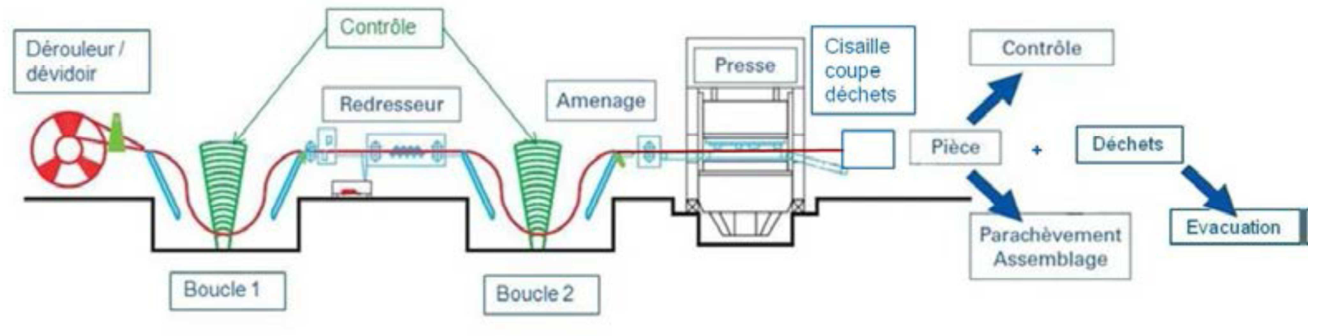 Dérouleur /
dévidoir
Contrôle
Redresseur
Amenage
Presse
Cisaille
coupe
déchets
Contrôle
Pièce
+
Déchets
Parachèvement
Assemblage
Evacuation
Boucle 1
Boucle 2